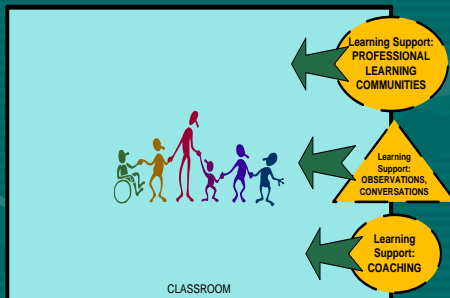 Learning Support:
PROFESSIONAL
LEARNING
COMMUNITIES
Learning
Support:
OBSERVATIONS,
CONVERSATIONS
Learning
Support:
COACHING
CLASSROOM